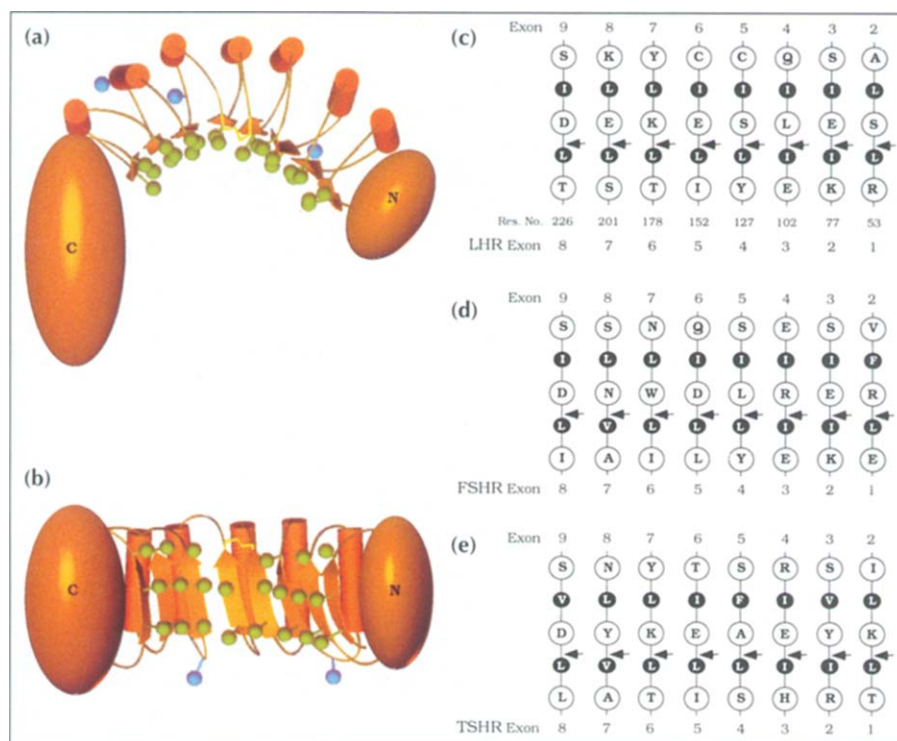 (a)
C
N
(b)
C
N
(c)
Exon 9 8 7 6 5 4 3 2
S K Y C C Q S A
I L L I I I I L
D E K E S L E S
L L L L L I I L
T S T I Y E K R
Res. No. 226 201 178 152 127 102 77 53
LHR Exon 8 7 6 5 4 3 2 1
(d)
Exon 9 8 7 6 5 4 3 2
S S N Q S E S V
I L L I I I I F
D N W D L R E R
L V L L L I I L
I A I L Y E K E
FSHR Exon 8 7 6 5 4 3 2 1
(e)
Exon 9 8 7 6 5 4 3 2
S N Y T S R S I
V L L I F I V L
D Y K E A E Y K
L V L L L I I L
L A T I S H R T
TSHR Exon 8 7 6 5 4 3 2 1